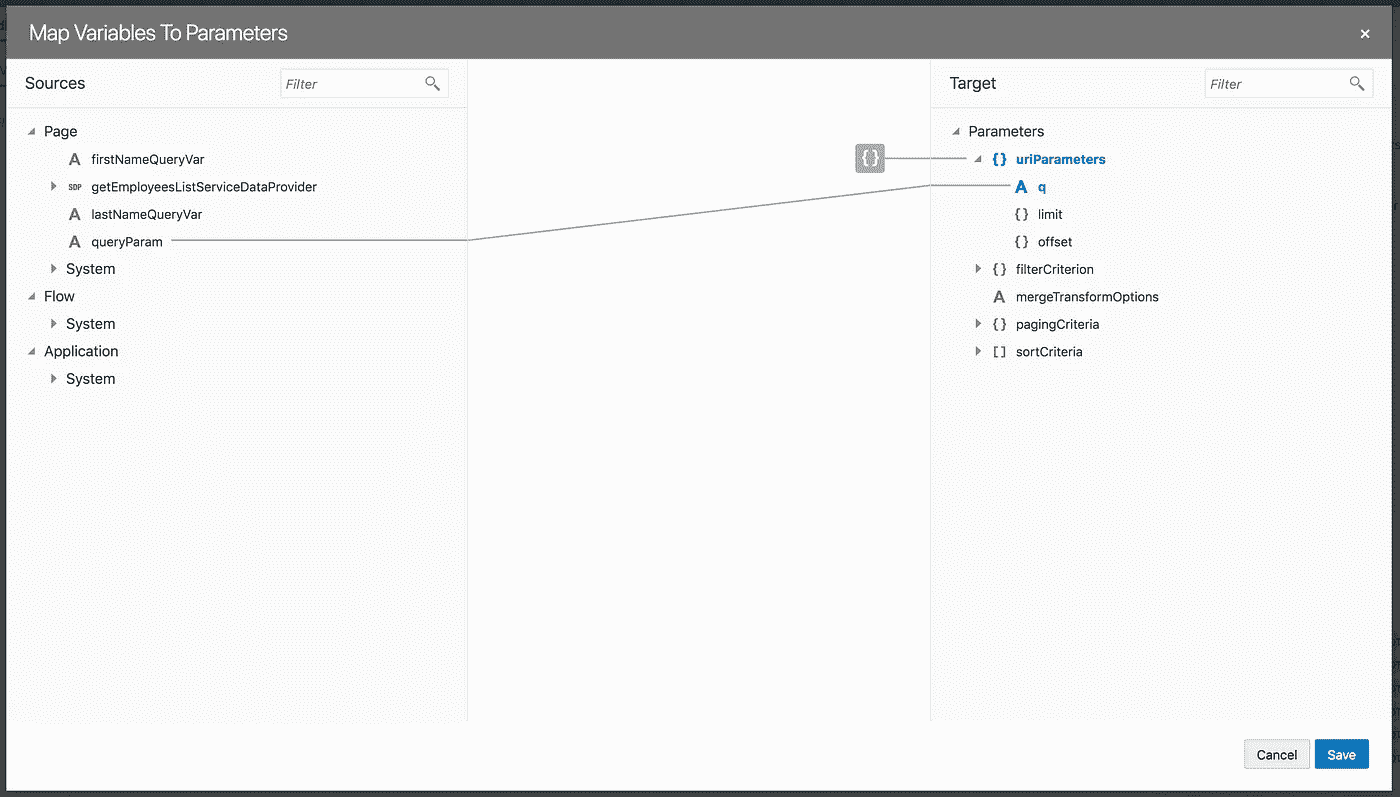 Map Variables To Parameters
×
Sources
Filter
Target
Filter
Page
A firstNameQueryVar
SDP getEmployeesListServiceDataProvider
A lastNameQueryVar
A queryParam
System
Flow
System
Application
System
{}
Parameters
{} uriParameters
A q
{} limit
{} offset
{} filterCriterion
A mergeTransformOptions
{} pagingCriteria
[] sortCriteria
Cancel
Save